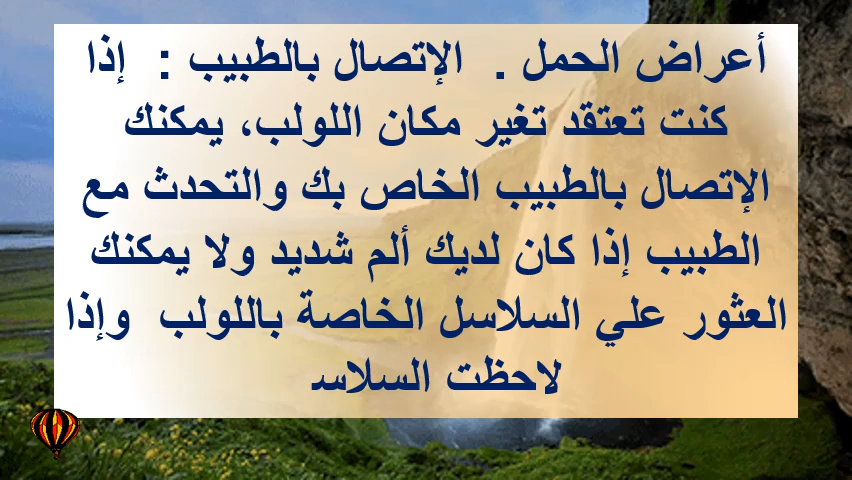 أعراض الحمل . الإتصال بالطبيب : إذا
كنت تعتقد تغير مكان اللولب، يمكنك
الإتصال بالطبيب الخاص بك والتحدث مع
الطبيب إذا كان لديك ألم شديد ولا يمكنك
العثور علي السلاسل الخاصة باللولب وإذا
لاحظت السلاسـ